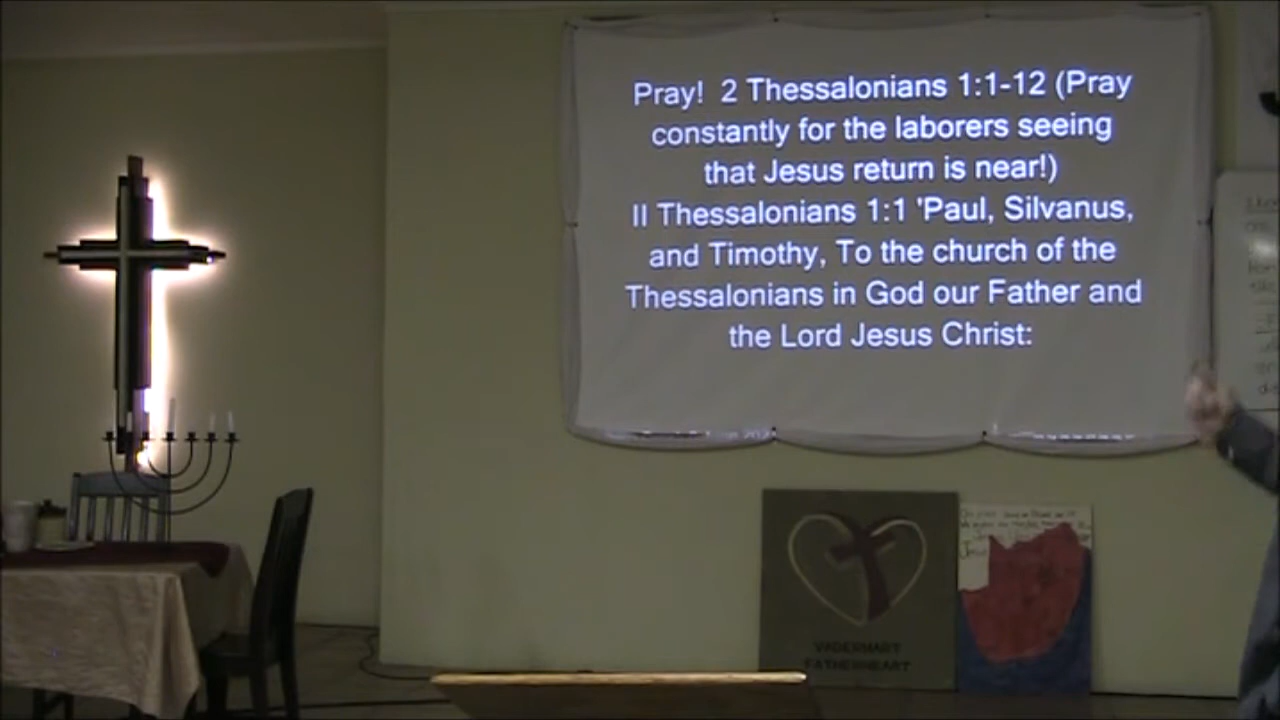 Pray! 2 Thessalonians 1:1-12 (Pray
constantly for the laborers seeing
that Jesus return is near!)
II Thessalonians 1:1 'Paul, Silvanus,
and Timothy, To the church of the
Thessalonians in God our Father and
the Lord Jesus Christ:
VADERHART
FATHERHEART